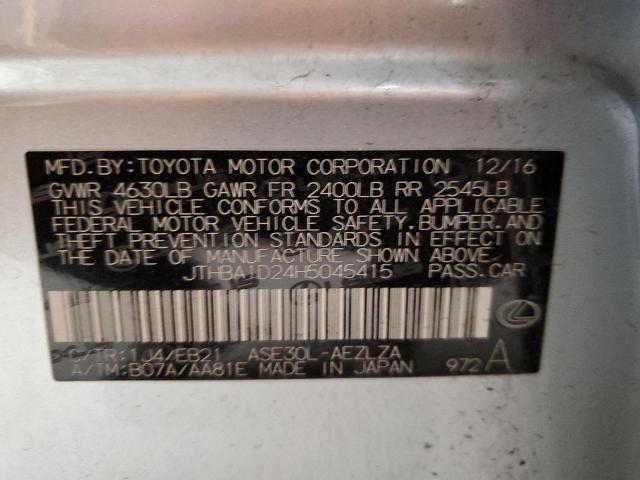 MFD.BY:TOYOTA MOTOR CORPORATION 12/16
GVWR 4630LB GAWR FR 2400LB RR 2545LB
THIS VEHICLE CONFORMS TO ALL APPLICABLE
FEDERAL MOTOR VEHICLE SAFETY,BUMPER,AND
THEFT PREVENTION STANDARDS IN EFFECT ON
THE DATE OF MANUFACTURE SHOWN ABOVE.
JTHBA1D24H5045415 PASS.CAR
C/TR:1J4/EB21 ASE30L-AEZLZA
A/TM:B07A/AA81E MADE IN JAPAN 972A